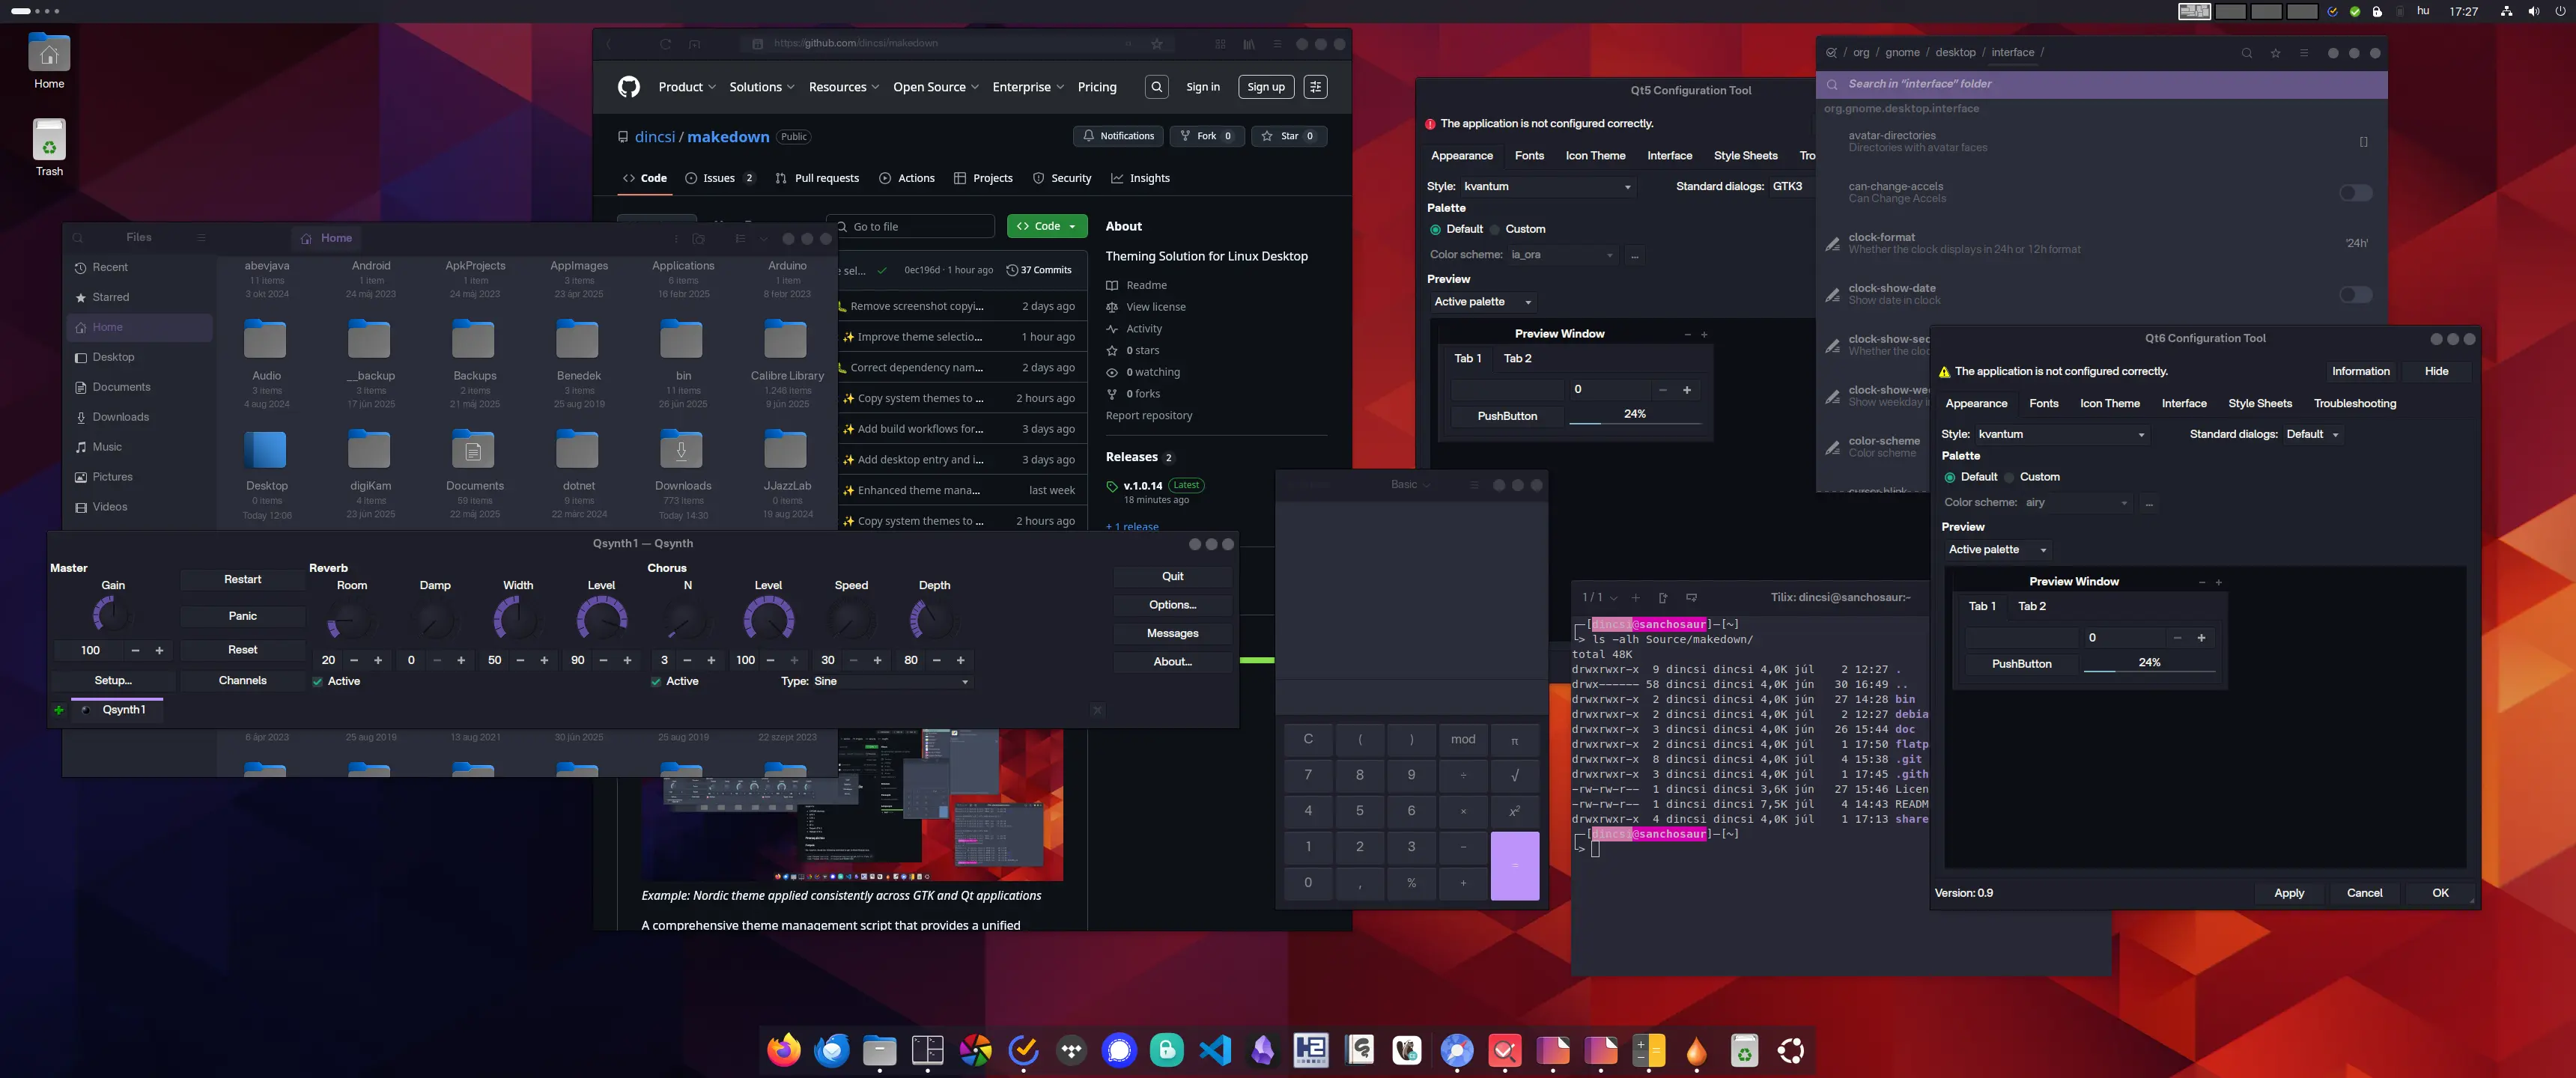 hu
17:27
Home
Trash
https://github.com/dincsi/makedown
Product
Solutions
Resources
Open Source
Enterprise
Pricing
Sign in
Sign up
dincsi / makedown
Public
Notifications
Fork 0
Star 0
Code
Issues 2
Pull requests
Actions
Projects
Security
Insights
Go to file
Code
About
Theming Solution for Linux Desktop
0ec196d · 1 hour ago
37 Commits
Remove screenshot copyi...
2 days ago
Improve theme selectio...
1 hour ago
Correct dependency nam...
2 days ago
Copy system themes to ...
2 hours ago
Add build workflows for...
3 days ago
Add desktop entry and i...
3 days ago
Enhanced theme mana...
last week
Copy system themes to ...
2 hours ago
Readme
View license
Activity
0 stars
0 watching
0 forks
Report repository
Releases 2
v.1.0.14
Latest
18 minutes ago
+ 1 release
Example: Nordic theme applied consistently across GTK and Qt applications
A comprehensive theme management script that provides a unified
Files
Home
Recent
Starred
Home
Desktop
Documents
Downloads
Music
Pictures
Videos
abevjava
Android
ApkProjects
AppImages
Applications
Arduino
11 items
1 item
1 item
3 items
6 items
1 item
3 okt 2024
24 máj 2023
24 máj 2023
23 ápr 2025
16 febr 2025
8 febr 2023
Audio
__backup
Backups
Benedek
bin
Calibre Library
3 items
3 items
2 items
3 items
11 items
1.246 items
4 aug 2024
17 jún 2025
21 máj 2025
25 aug 2019
26 jún 2025
9 jún 2025
Desktop
digiKam
Documents
dotnet
Downloads
JJazzLab
0 items
4 items
59 items
9 items
773 items
0 items
Today 12:06
23 jún 2025
22 máj 2025
22 márc 2024
Today 14:30
19 aug 2024
6 ápr 2023
25 aug 2019
13 aug 2021
30 jún 2025
25 aug 2019
22 szept 2023
Qsynth1 — Qsynth
Master
Gain
100
Setup...
Restart
Panic
Reset
Channels
Reverb
Room
Damp
Width
Level
20
0
50
90
Active
Chorus
N
Level
Speed
Depth
3
100
30
80
Active
Type: Sine
Quit
Options...
Messages
About...
Qsynth1
Basic
C ( ) mod π
7 8 9 ÷ √
4 5 6 × x²
1 2 3 −
0 , % + =
Qt5 Configuration Tool
The application is not configured correctly.
Appearance
Fonts
Icon Theme
Interface
Style Sheets
Tro
Style: kvantum
Standard dialogs: GTK3
Palette
Default
Custom
Color scheme: ia_ora
...
Preview
Active palette
Preview Window
Tab 1
Tab 2
0
PushButton
24%
/ org / gnome / desktop / interface /
Search in “interface” folder
org.gnome.desktop.interface
avatar-directories
Directories with avatar faces
[]
can-change-accels
Can Change Accels
clock-format
Whether the clock displays in 24h or 12h format
'24h'
clock-show-date
Show date in clock
clock-show-sec
Whether the cloc
clock-show-wee
Show weekday i
color-scheme
Color scheme
Qt6 Configuration Tool
The application is not configured correctly.
Information
Hide
Appearance
Fonts
Icon Theme
Interface
Style Sheets
Troubleshooting
Style: kvantum
Standard dialogs: Default
Palette
Default
Custom
Color scheme: airy
...
Preview
Active palette
Preview Window
Tab 1
Tab 2
0
PushButton
24%
Version: 0.9
Apply
Cancel
OK
1 / 1
Tilix: dincsi@sanchosaur:~
[dincsi@sanchosaur]-[~]
> ls -alh Source/makedown/
total 48K
drwxrwxr-x 9 dincsi dincsi 4,0K júl 2 12:27 .
drwx------ 58 dincsi dincsi 4,0K jún 30 16:49 ..
drwxrwxr-x 2 dincsi dincsi 4,0K jún 27 14:28 bin
drwxrwxr-x 2 dincsi dincsi 4,0K júl 2 12:27 debia
drwxrwxr-x 3 dincsi dincsi 4,0K jún 26 15:44 doc
drwxrwxr-x 2 dincsi dincsi 4,0K júl 1 17:50 flatp
drwxrwxr-x 8 dincsi dincsi 4,0K júl 4 15:38 .git
drwxrwxr-x 3 dincsi dincsi 4,0K júl 1 17:45 .gith
-rw-rw-r-- 1 dincsi dincsi 3,6K jún 27 15:46 Licen
-rw-rw-r-- 1 dincsi dincsi 7,5K júl 4 14:43 READM
drwxrwxr-x 4 dincsi dincsi 4,0K júl 1 17:13 share
[dincsi@sanchosaur]-[~]
>